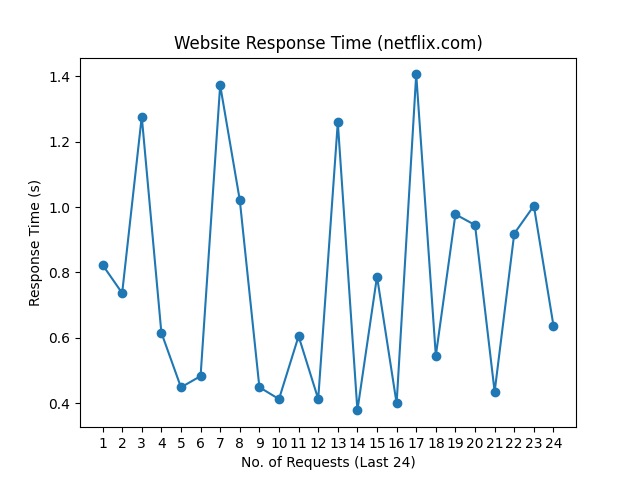 Website Response Time (netflix.com)
Response Time (s)
1.4
1.2
1.0
0.8
0.6
0.4
1 2 3 4 5 6 7 8 9 10 11 12 13 14 15 16 17 18 19 20 21 22 23 24
No. of Requests (Last 24)